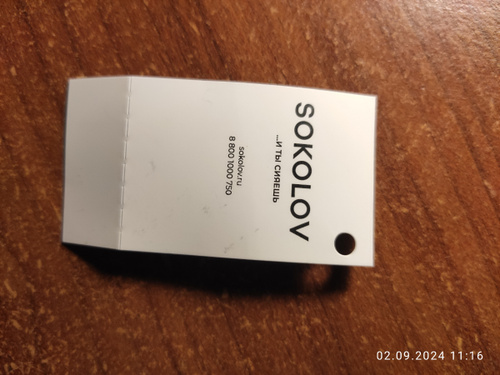 SOKOLOV
...И ТЫ СИЯЕШЬ
sokolov.ru
8 800 1000 750
02.09.2024 11:16